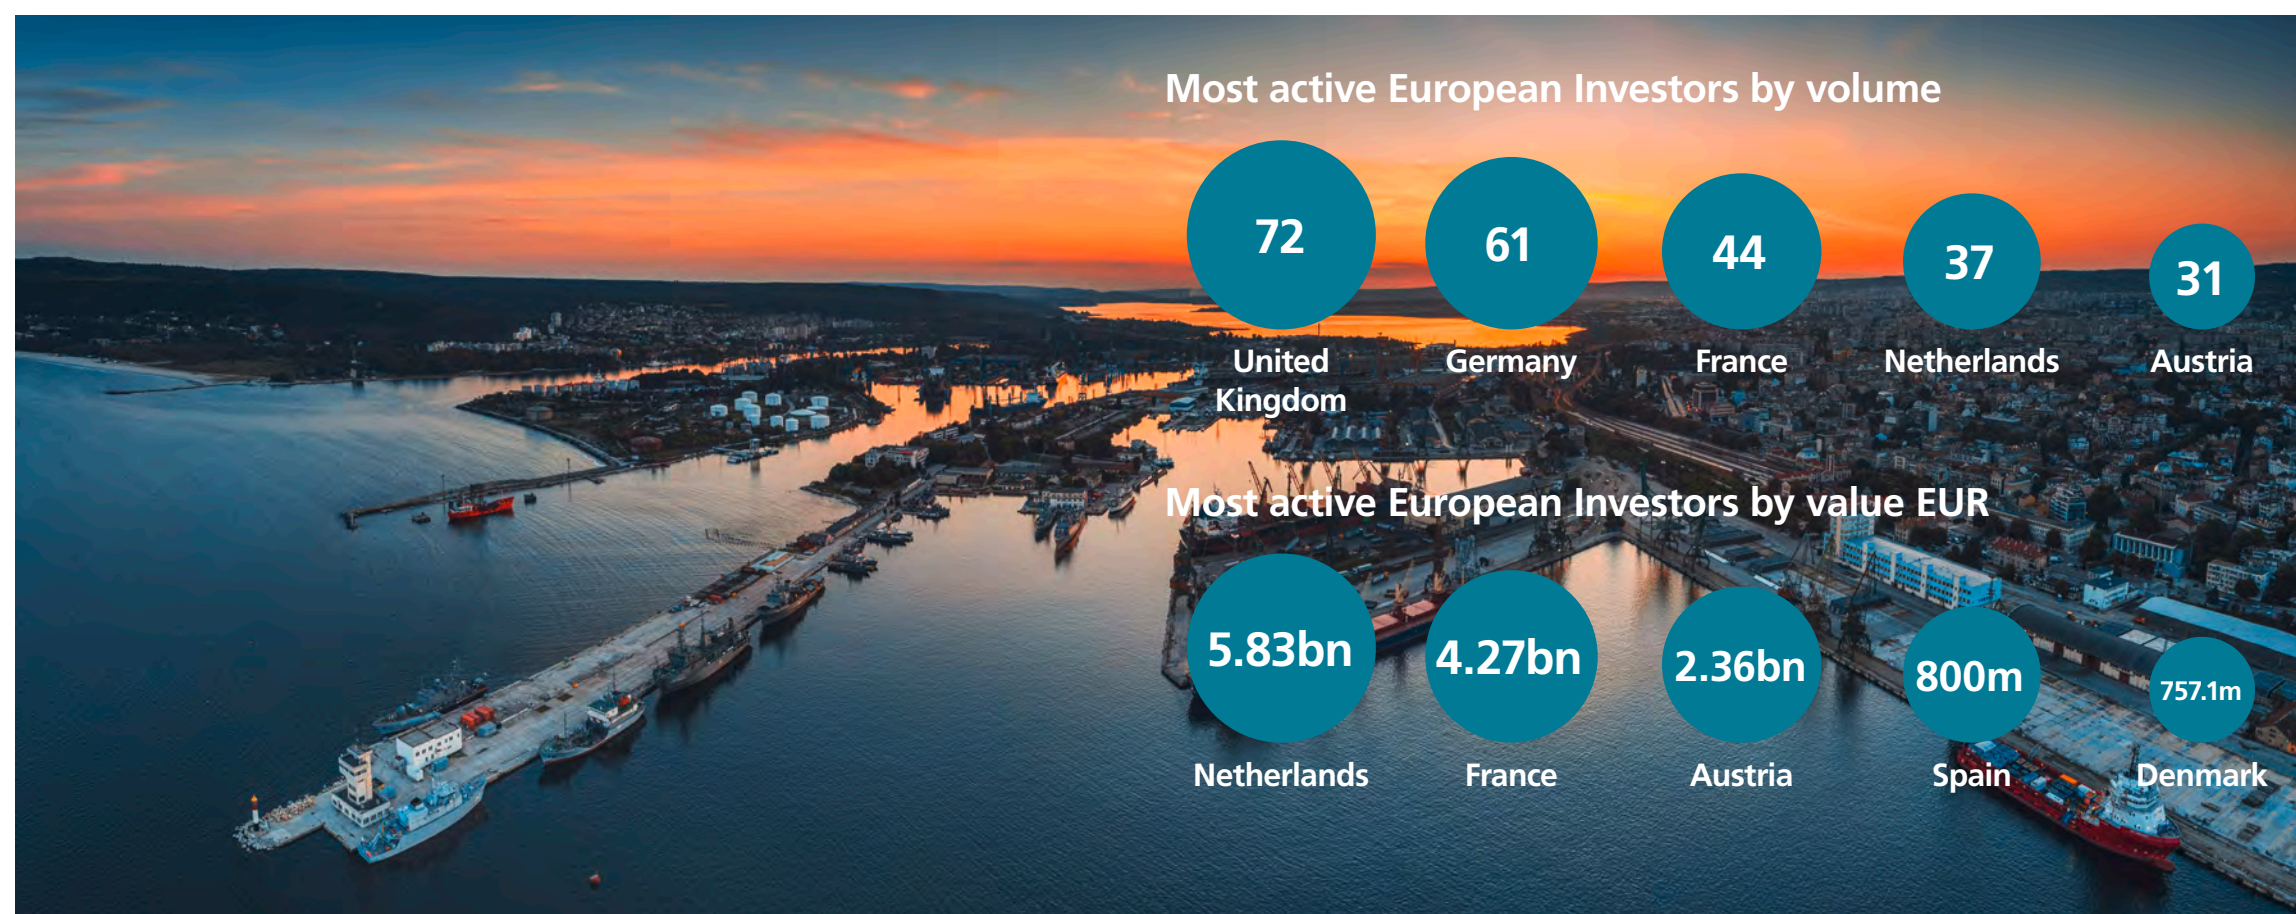 Most active European Investors by volume
72
61
44
37
31
United
Kingdom
Germany
France
Netherlands
Austria
Most active European Investors by value EUR
5.83bn
4.27bn
2.36bn
800m
757.1m
Netherlands
France
Austria
Spain
Denmark